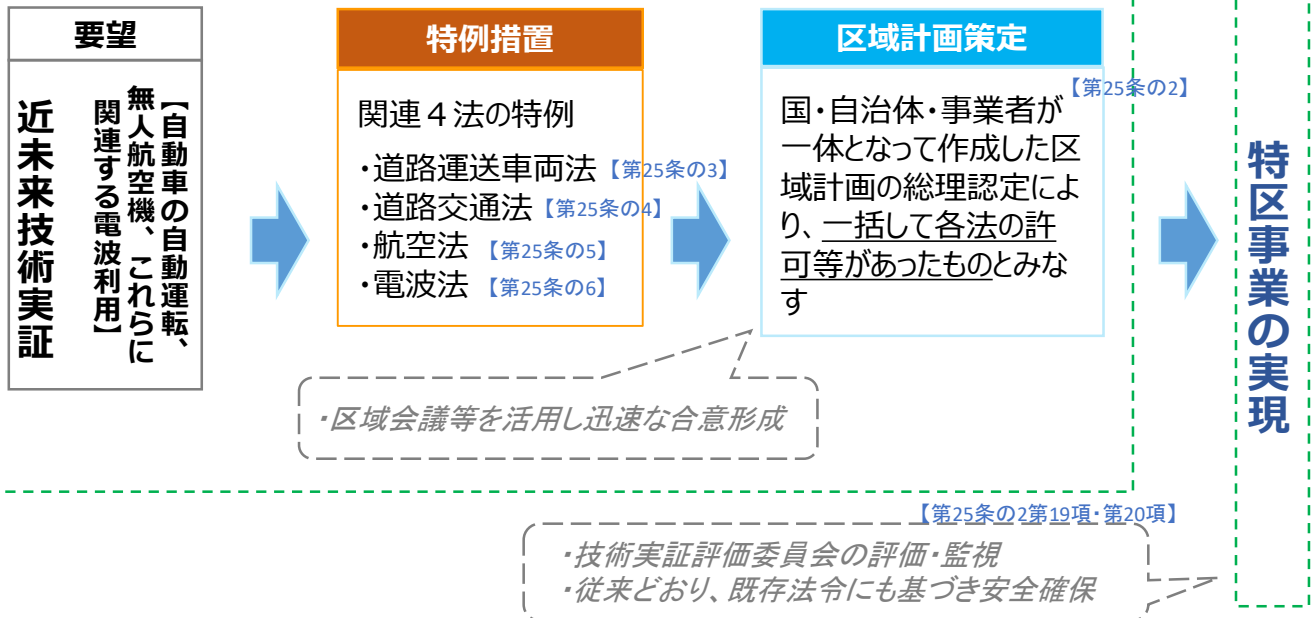 要望
近未来技術実証
【自動車の自動運転、
無人航空機、これらに
関連する電波利用】
特例措置
関連４法の特例
・道路運送車両法【第25条の3】
・道路交通法【第25条の4】
・航空法 【第25条の5】
・電波法 【第25条の6】
区域計画策定
【第25条の2】
国・自治体・事業者が
一体となって作成した区
域計画の総理認定によ
り、一括して各法の許
可等があったものとみな
す
・区域会議等を活用し迅速な合意形成
特区事業の実現
【第25条の2第19項・第20項】
・技術実証評価委員会の評価・監視
・従来どおり、既存法令にも基づき安全確保